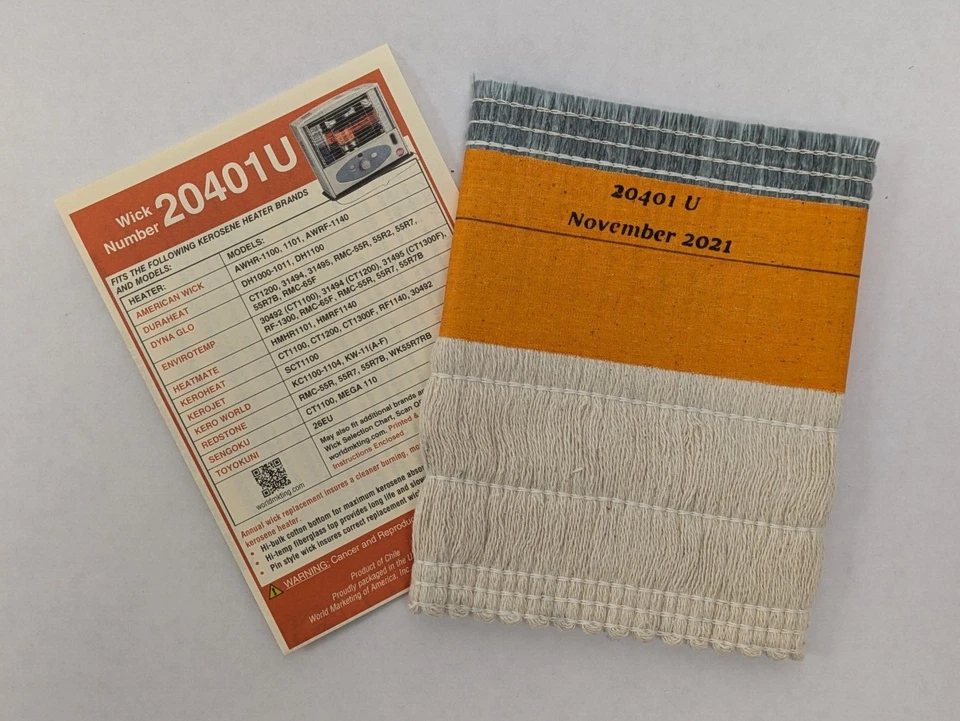 Wick
Number 20401U
FITS THE FOLLOWING KEROSENE HEATER BRANDS
AND MODELS:
HEATER: MODELS:
AMERICAN WICK AWHR-1100, 1101, AWRF-1140
DURAHEAT DH1000-1011, DH1100
DYNA GLO CT1200, 31494, 31495, RMC-55R, 55R2, 55R7,
55R7B, RMC-65F
ENVIROTEMP 30492 (CT1100), 31494 (CT1200), 31495 (CT1300F),
RF-1300, RMC-65F, RMC-55R, 55R7, 55R7B
HEATMATE HMHR1101, HMRF1140
KEROHEAT CT1100, CT1200, CT1300F, RF1140, 30492
KEROJET SCT1100
KERO WORLD KC1100-1104, KW-11(A-F)
REDSTONE RMC-55R, 55R7, 55R7B, WK55R7RB
SENGOKU CT1100, MEGA 110
TOYOKUNI 26EU
May also fit additional brands
Wick Selection Chart, Scan
worldmkting.com. Printed &
Instructions Enclosed
worldmkting.com
Annual wick replacement insures a cleaner burning,
kerosene heater.
• Hi-bulk cotton bottom for maximum kerosene
• Hi-temp fiberglass top provides long life and
• Pin style wick insures correct replacement
WARNING: Cancer and
Product of Chile
Proudly packaged in the
World Marketing of America, Inc
20401 U
November 2021